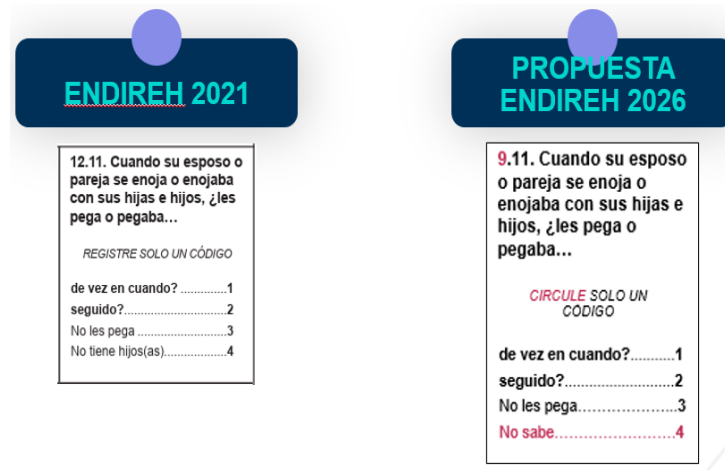 ENDIREH 2021
12.11. Cuando su esposo o
pareja se enoja o enojaba
con sus hijas e hijos, ¿les
pega o pegaba…
REGISTRE SOLO UN CÓDIGO
de vez en cuando? ..............1
seguido?...............................2
No les pega ...........................3
No tiene hijos(as)...................4
PROPUESTA
ENDIREH 2026
9.11. Cuando su esposo
o pareja se enoja o
enojaba con sus hijas e
hijos, ¿les pega o
pegaba…
CIRCULE SOLO UN
CÓDIGO
de vez en cuando?...........1
seguido?..........................2
No les pega…………………..3
No sabe…………………….4